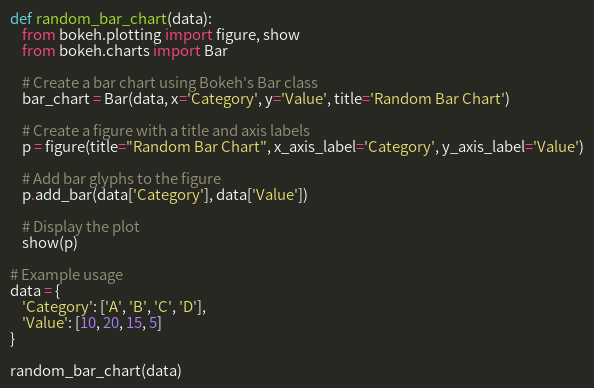 def random_bar_chart(data):
    from bokeh.plotting import figure, show
    from bokeh.charts import Bar

    # Create a bar chart using Bokeh's Bar class
    bar_chart = Bar(data, x='Category', y='Value', title='Random Bar Chart')

    # Create a figure with a title and axis labels
    p = figure(title="Random Bar Chart", x_axis_label='Category', y_axis_label='Value')

    # Add bar glyphs to the figure
    p.add_bar(data['Category'], data['Value'])

    # Display the plot
    show(p)

# Example usage
data = {
    'Category': ['A', 'B', 'C', 'D'],
    'Value': [10, 20, 15, 5]
}

random_bar_chart(data)